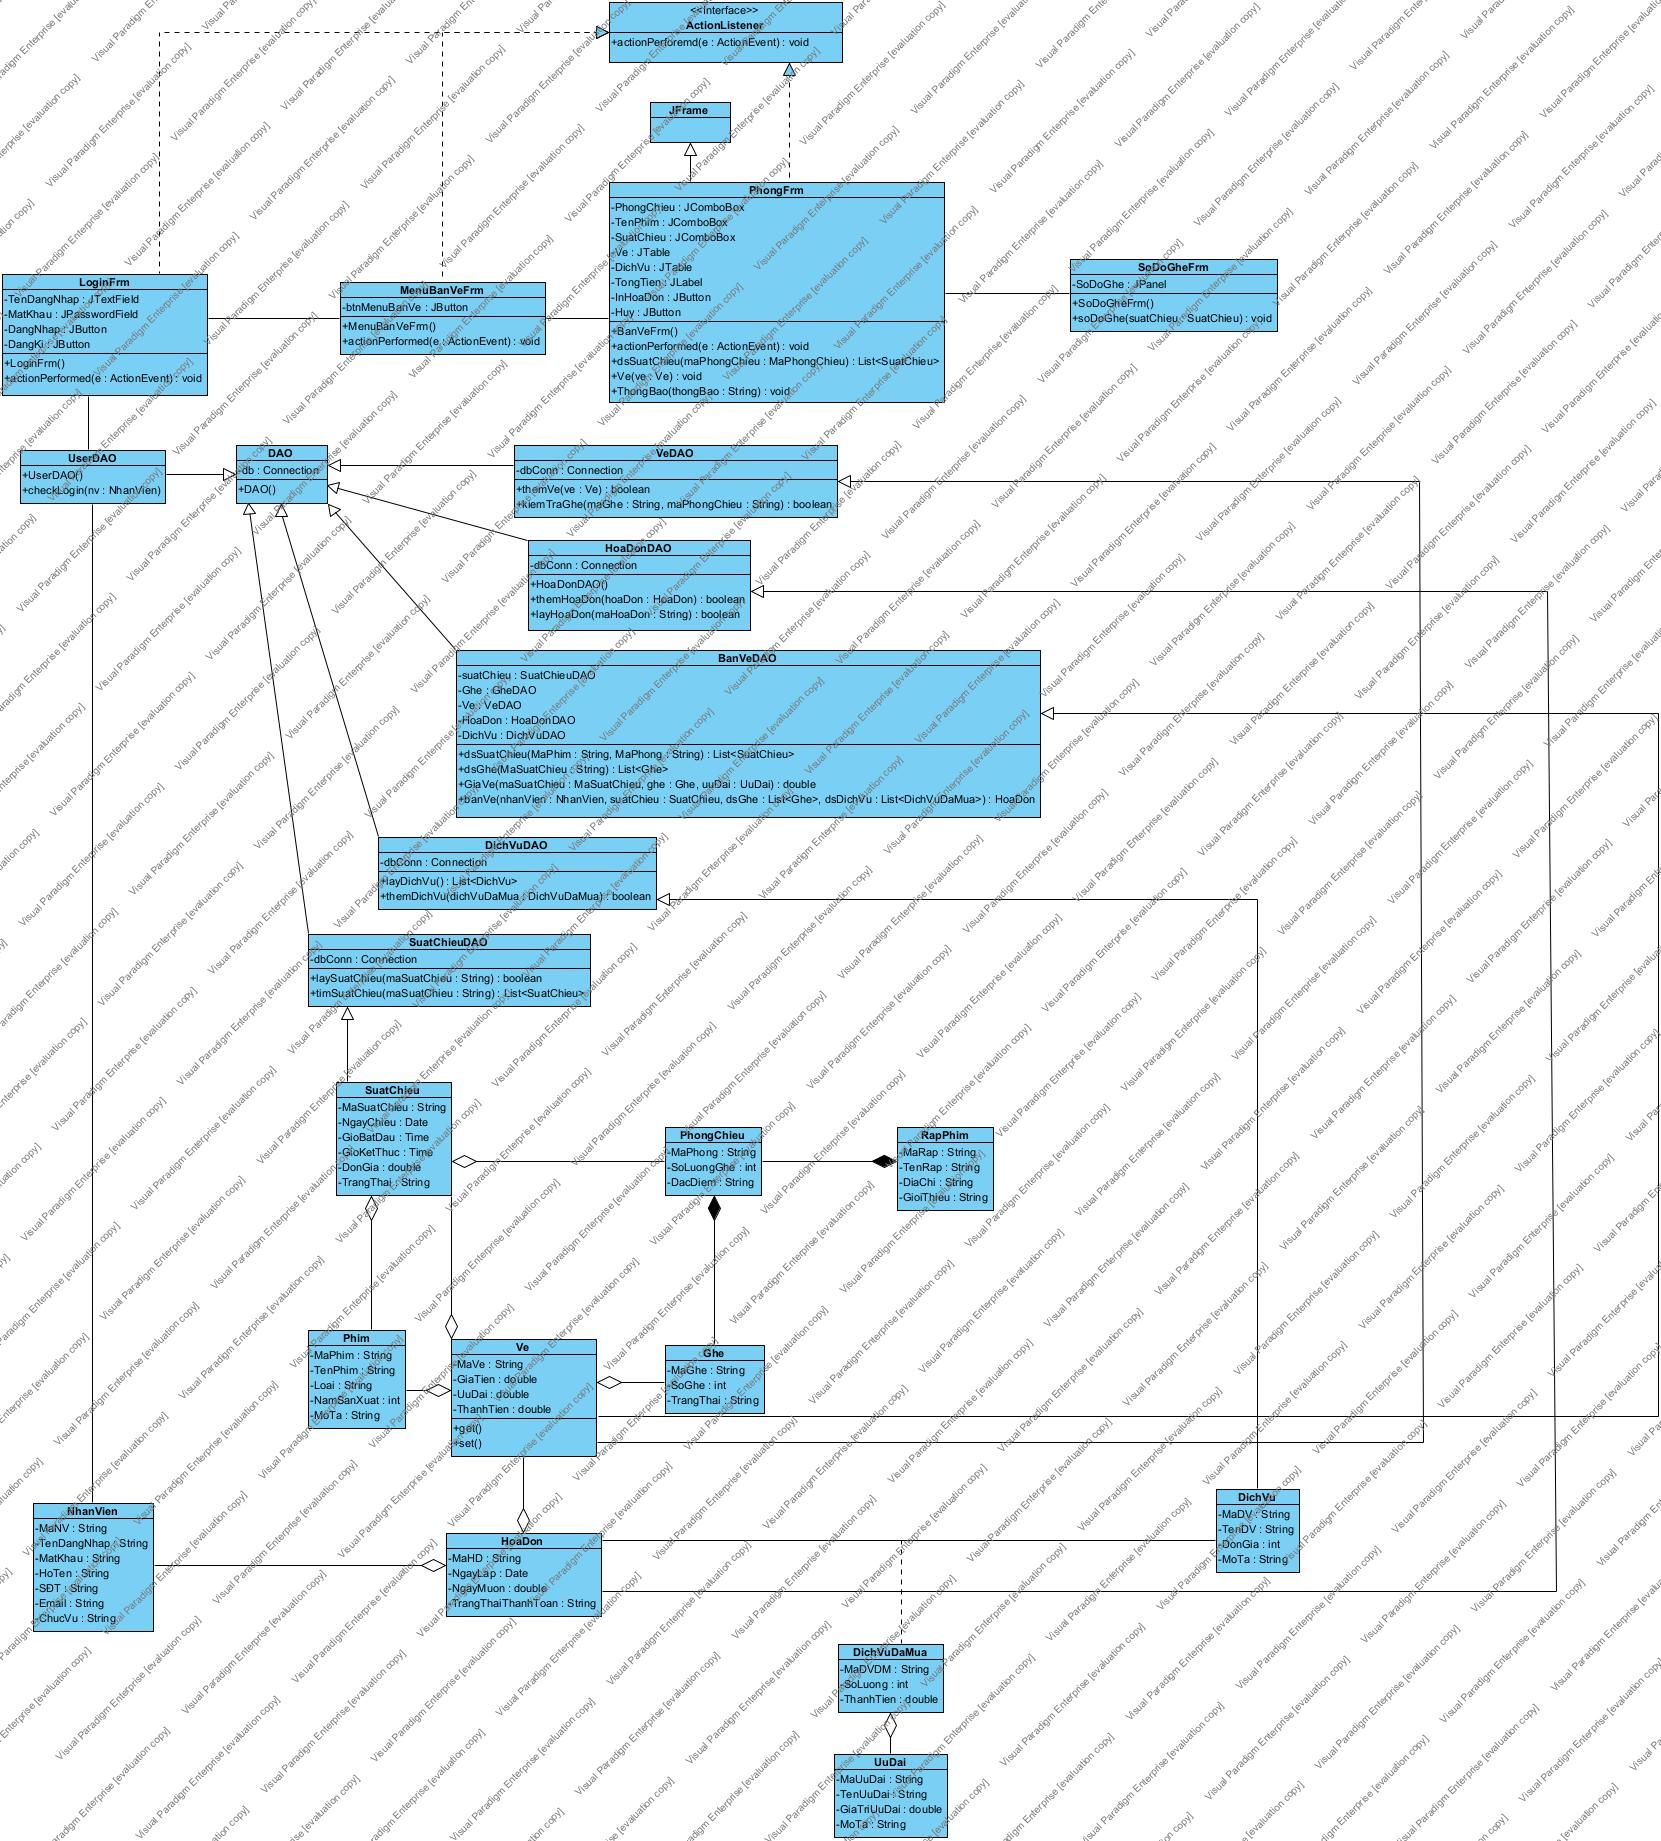 <<Interface>>
ActionListener
+actionPerforemd(e : ActionEvent) : void
JFrame
PhongFrm
-PhongChieu : JComboBox
-TenPhim : JComboBox
-SuatChieu : JComboBox
-Ve : JTable
-DichVu : JTable
-TongTien : JLabel
-InHoaDon : JButton
-Huy : JButton
+BanVeFrm()
+actionPerformed(e : ActionEvent) : void
+dsSuatChieu(maPhongChieu : MaPhongChieu) : List<SuatChieu>
+Ve(ve : Ve) : void
+ThongBao(thongBao : String) : void
SoDoGheFrm
-SoDoGhe : JPanel
+SoDoGheFrm()
+soDoGhe(suatChieu : SuatChieu) : void
LoginFrm
-TenDangNhap : JTextField
-MatKhau : JPasswordField
-DangNhap : JButton
-DangKi : JButton
+LoginFrm()
+actionPerformed(e : ActionEvent) : void
MenuBanVeFrm
-btnMenuBanVe : JButton
+MenuBanVeFrm()
+actionPerformed(e : ActionEvent) : void
UserDAO
+UserDAO()
+checkLogin(nv : NhanVien)
DAO
-db : Connection
+DAO()
VeDAO
-dbConn : Connection
+themVe(ve : Ve) : boolean
+kiemTraGhe(maGhe : String, maPhongChieu : String) : boolean
HoaDonDAO
-dbConn : Connection
+HoaDonDAO()
+themHoaDon(hoaDon : HoaDon) : boolean
+layHoaDon(maHoaDon : String) : boolean
BanVeDAO
-suatChieu : SuatChieuDAO
-Ghe : GheDAO
-Ve : VeDAO
-HoaDon : HoaDonDAO
-DichVu : DichVuDAO
+dsSuatChieu(MaPhim : String, MaPhong : String) : List<SuatChieu>
+dsGhe(MaSuatChieu : String) : List<Ghe>
+GiaVe(maSuatChieu : MaSuatChieu, ghe : Ghe, uuDai : UuDai) : double
+banVe(nhanVien : NhanVien, suatChieu : SuatChieu, dsGhe : List<Ghe>, dsDichVu : List<DichVuDaMua>) : HoaDon
DichVuDAO
-dbConn : Connection
+layDichVu() : List<DichVu>
+themDichVu(dichVuDaMua : DichVuDaMua) : boolean
SuatChieuDAO
-dbConn : Connection
+laySuatChieu(maSuatChieu : String) : boolean
+timSuatChieu(maSuatChieu : String) : List<SuatChieu>
SuatChieu
-MaSuatChieu : String
-NgayChieu : Date
-GioBatDau : Time
-GioKetThuc : Time
-DonGia : double
-TrangThai : String
PhongChieu
-MaPhong : String
-SoLuongGhe : int
-DacDiem : String
RapPhim
-MaRap : String
-TenRap : String
-DiaChi : String
-GioiThieu : String
Phim
-MaPhim : String
-TenPhim : String
-Loai : String
-NamSanXuat : int
-MoTa : String
Ve
-MaVe : String
-GiaTien : double
-UuDai : double
-ThanhTien : double
+get()
+set()
Ghe
-MaGhe : String
-SoGhe : int
-TrangThai : String
NhanVien
-MaNV : String
-TenDangNhap : String
-MatKhau : String
-HoTen : String
-SĐT : String
-Email : String
-ChucVu : String
HoaDon
-MaHD : String
-NgayLap : Date
-NgayMuon : double
-TrangThaiThanhToan : String
DichVu
-MaDV : String
-TenDV : String
-DonGia : int
-MoTa : String
DichVuDaMua
-MaDVDM : String
-SoLuong : int
-ThanhTien : double
UuDai
-MaUuDai : String
-TenUuDai : String
-GiaTriUuDai : double
-MoTa : String
Visual Paradigm Enterprise [evaluation copy]